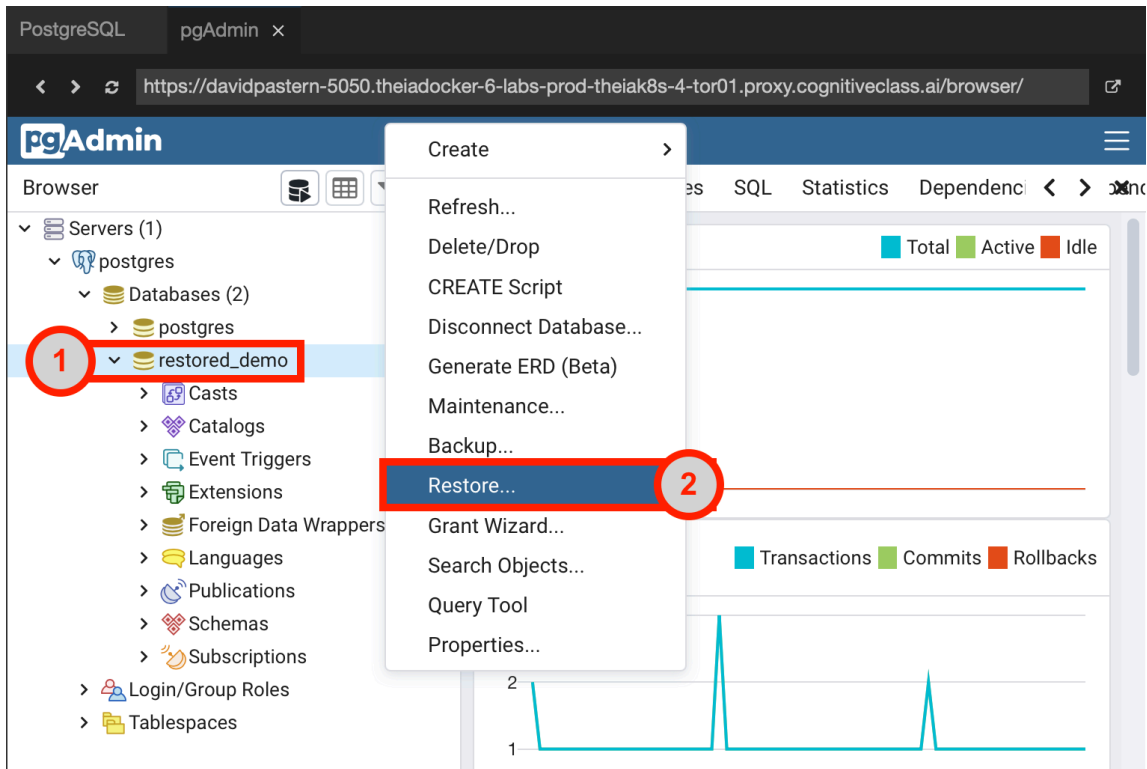 PostgreSQL pgAdmin ×
https://davidpastern-5050.theiadocker-6-labs-prod-theiak8s-4-tor01.proxy.cognitiveclass.ai/browser/
pgAdmin
Browser
es SQL Statistics Dependenci
Servers (1)
postgres
Databases (2)
postgres
1 restored_demo
Casts
Catalogs
Event Triggers
Extensions
Foreign Data Wrappers
Languages
Publications
Schemas
Subscriptions
Login/Group Roles
Tablespaces
Create
Refresh...
Delete/Drop
CREATE Script
Disconnect Database...
Generate ERD (Beta)
Maintenance...
Backup...
Restore... 2
Grant Wizard...
Search Objects...
Query Tool
Properties...
Total Active Idle
Transactions Commits Rollbacks
2
1